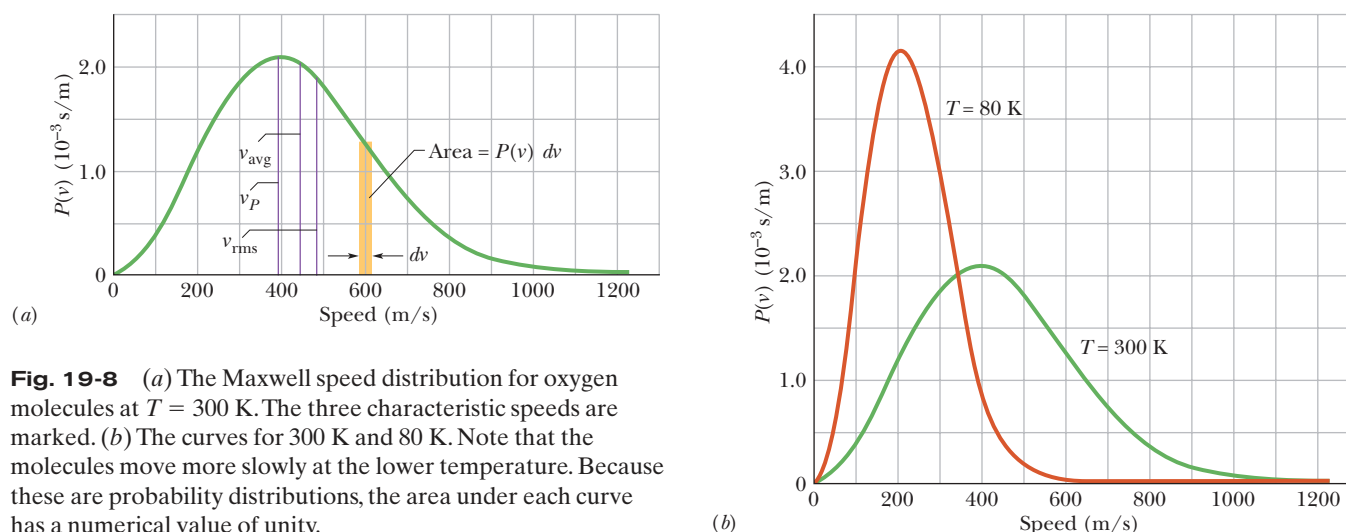 2.0
1.0
0
P(v) (10⁻³ s/m)
v_avg
v_P
v_rms
Area = P(v) dv
dv
0 200 400 600 800 1000 1200
Speed (m/s)
(a)
Fig. 19-8 (a) The Maxwell speed distribution for oxygen
molecules at T = 300 K. The three characteristic speeds are
marked. (b) The curves for 300 K and 80 K. Note that the
molecules move more slowly at the lower temperature. Because
these are probability distributions, the area under each curve
has a numerical value of unity.
4.0
3.0
2.0
1.0
0
P(v) (10⁻³ s/m)
T = 80 K
T = 300 K
0 200 400 600 800 1000 1200
Speed (m/s)
(b)